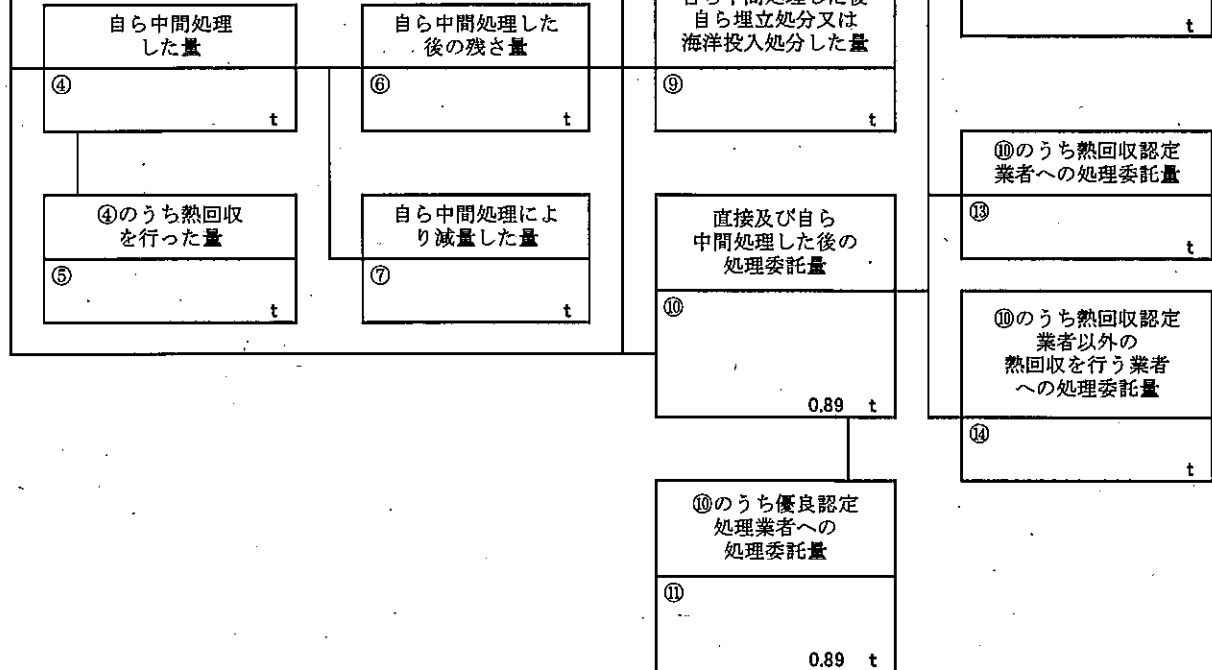 自ら中間処理
した量
④
t
自ら中間処理した
後の残さ量
⑥
t
自ら埋立処分又は
海洋投入処分した量
⑨
t
t
④のうち熱回収
を行った量
⑤
t
自ら中間処理によ
り減量した量
⑦
t
直接及び自ら
中間処理した後の
処理委託量
⑩
0.89 t
⑩のうち熱回収認定
業者への処理委託量
⑬
t
⑩のうち熱回収認定
業者以外の
熱回収を行う業者
への処理委託量
⑭
t
⑩のうち優良認定
処理業者への
処理委託量
⑪
0.89 t